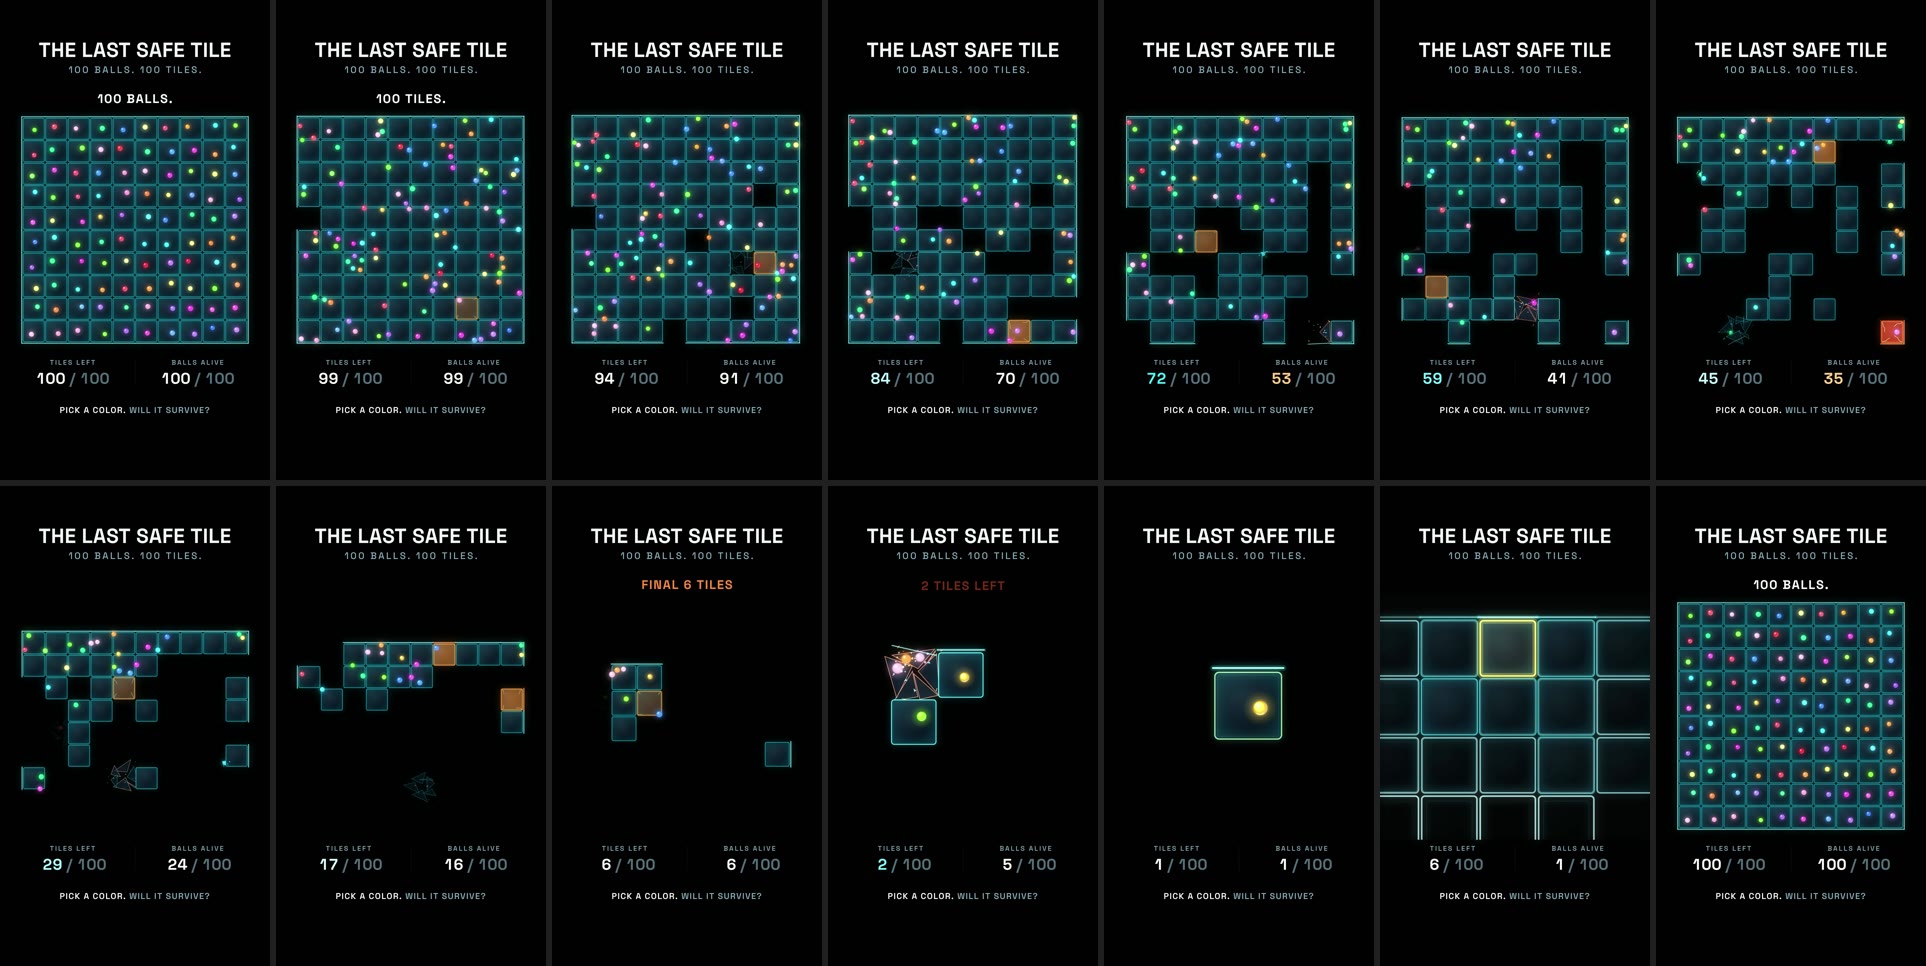 THE LAST SAFE TILE
100 BALLS. 100 TILES.
100 BALLS.
TILES LEFT
100 / 100
BALLS ALIVE
100 / 100
PICK A COLOR. WILL IT SURVIVE?
THE LAST SAFE TILE
100 BALLS. 100 TILES.
100 TILES.
TILES LEFT
99 / 100
BALLS ALIVE
99 / 100
PICK A COLOR. WILL IT SURVIVE?
THE LAST SAFE TILE
100 BALLS. 100 TILES.
TILES LEFT
94 / 100
BALLS ALIVE
91 / 100
PICK A COLOR. WILL IT SURVIVE?
THE LAST SAFE TILE
100 BALLS. 100 TILES.
TILES LEFT
84 / 100
BALLS ALIVE
70 / 100
PICK A COLOR. WILL IT SURVIVE?
THE LAST SAFE TILE
100 BALLS. 100 TILES.
TILES LEFT
72 / 100
BALLS ALIVE
53 / 100
PICK A COLOR. WILL IT SURVIVE?
THE LAST SAFE TILE
100 BALLS. 100 TILES.
TILES LEFT
59 / 100
BALLS ALIVE
41 / 100
PICK A COLOR. WILL IT SURVIVE?
THE LAST SAFE TILE
100 BALLS. 100 TILES.
TILES LEFT
45 / 100
BALLS ALIVE
35 / 100
PICK A COLOR. WILL IT SURVIVE?
THE LAST SAFE TILE
100 BALLS. 100 TILES.
TILES LEFT
29 / 100
BALLS ALIVE
24 / 100
PICK A COLOR. WILL IT SURVIVE?
THE LAST SAFE TILE
100 BALLS. 100 TILES.
TILES LEFT
17 / 100
BALLS ALIVE
16 / 100
PICK A COLOR. WILL IT SURVIVE?
THE LAST SAFE TILE
100 BALLS. 100 TILES.
FINAL 6 TILES
TILES LEFT
6 / 100
BALLS ALIVE
6 / 100
PICK A COLOR. WILL IT SURVIVE?
THE LAST SAFE TILE
100 BALLS. 100 TILES.
2 TILES LEFT
TILES LEFT
2 / 100
BALLS ALIVE
5 / 100
PICK A COLOR. WILL IT SURVIVE?
THE LAST SAFE TILE
100 BALLS. 100 TILES.
TILES LEFT
1 / 100
BALLS ALIVE
1 / 100
PICK A COLOR. WILL IT SURVIVE?
THE LAST SAFE TILE
100 BALLS. 100 TILES.
TILES LEFT
6 / 100
BALLS ALIVE
1 / 100
PICK A COLOR. WILL IT SURVIVE?
THE LAST SAFE TILE
100 BALLS. 100 TILES.
100 BALLS.
TILES LEFT
100 / 100
BALLS ALIVE
100 / 100
PICK A COLOR. WILL IT SURVIVE?